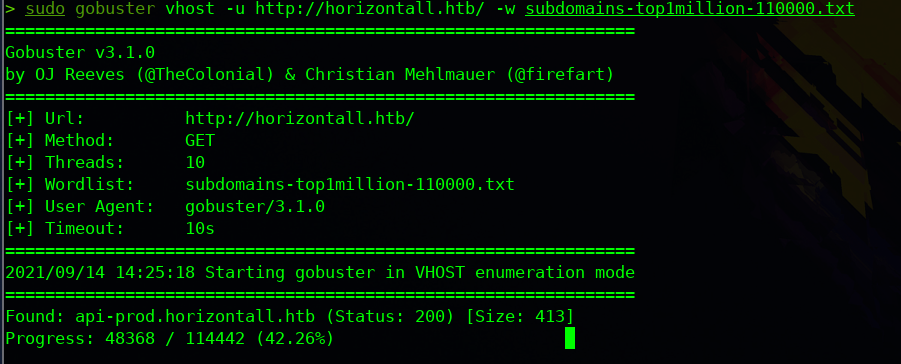 > sudo gobuster vhost -u http://horizontall.htb/ -w subdomains-top1million-110000.txt
===============================================================
Gobuster v3.1.0
by OJ Reeves (@TheColonial) & Christian Mehlmauer (@firefart)
===============================================================
[+] Url:          http://horizontall.htb/
[+] Method:       GET
[+] Threads:      10
[+] Wordlist:     subdomains-top1million-110000.txt
[+] User Agent:   gobuster/3.1.0
[+] Timeout:      10s
===============================================================
2021/09/14 14:25:18 Starting gobuster in VHOST enumeration mode
===============================================================
Found: api-prod.horizontall.htb (Status: 200) [Size: 413]
Progress: 48368 / 114442 (42.26%)